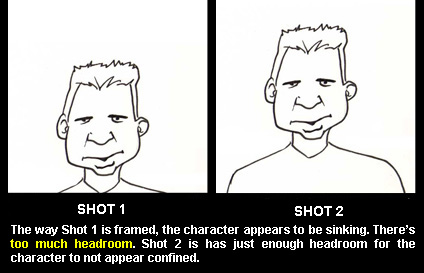 SHOT 1
SHOT 2
The way Shot 1 is framed, the character appears to be sinking. There's
too much headroom. Shot 2 is has just enough headroom for the
character to not appear confined.